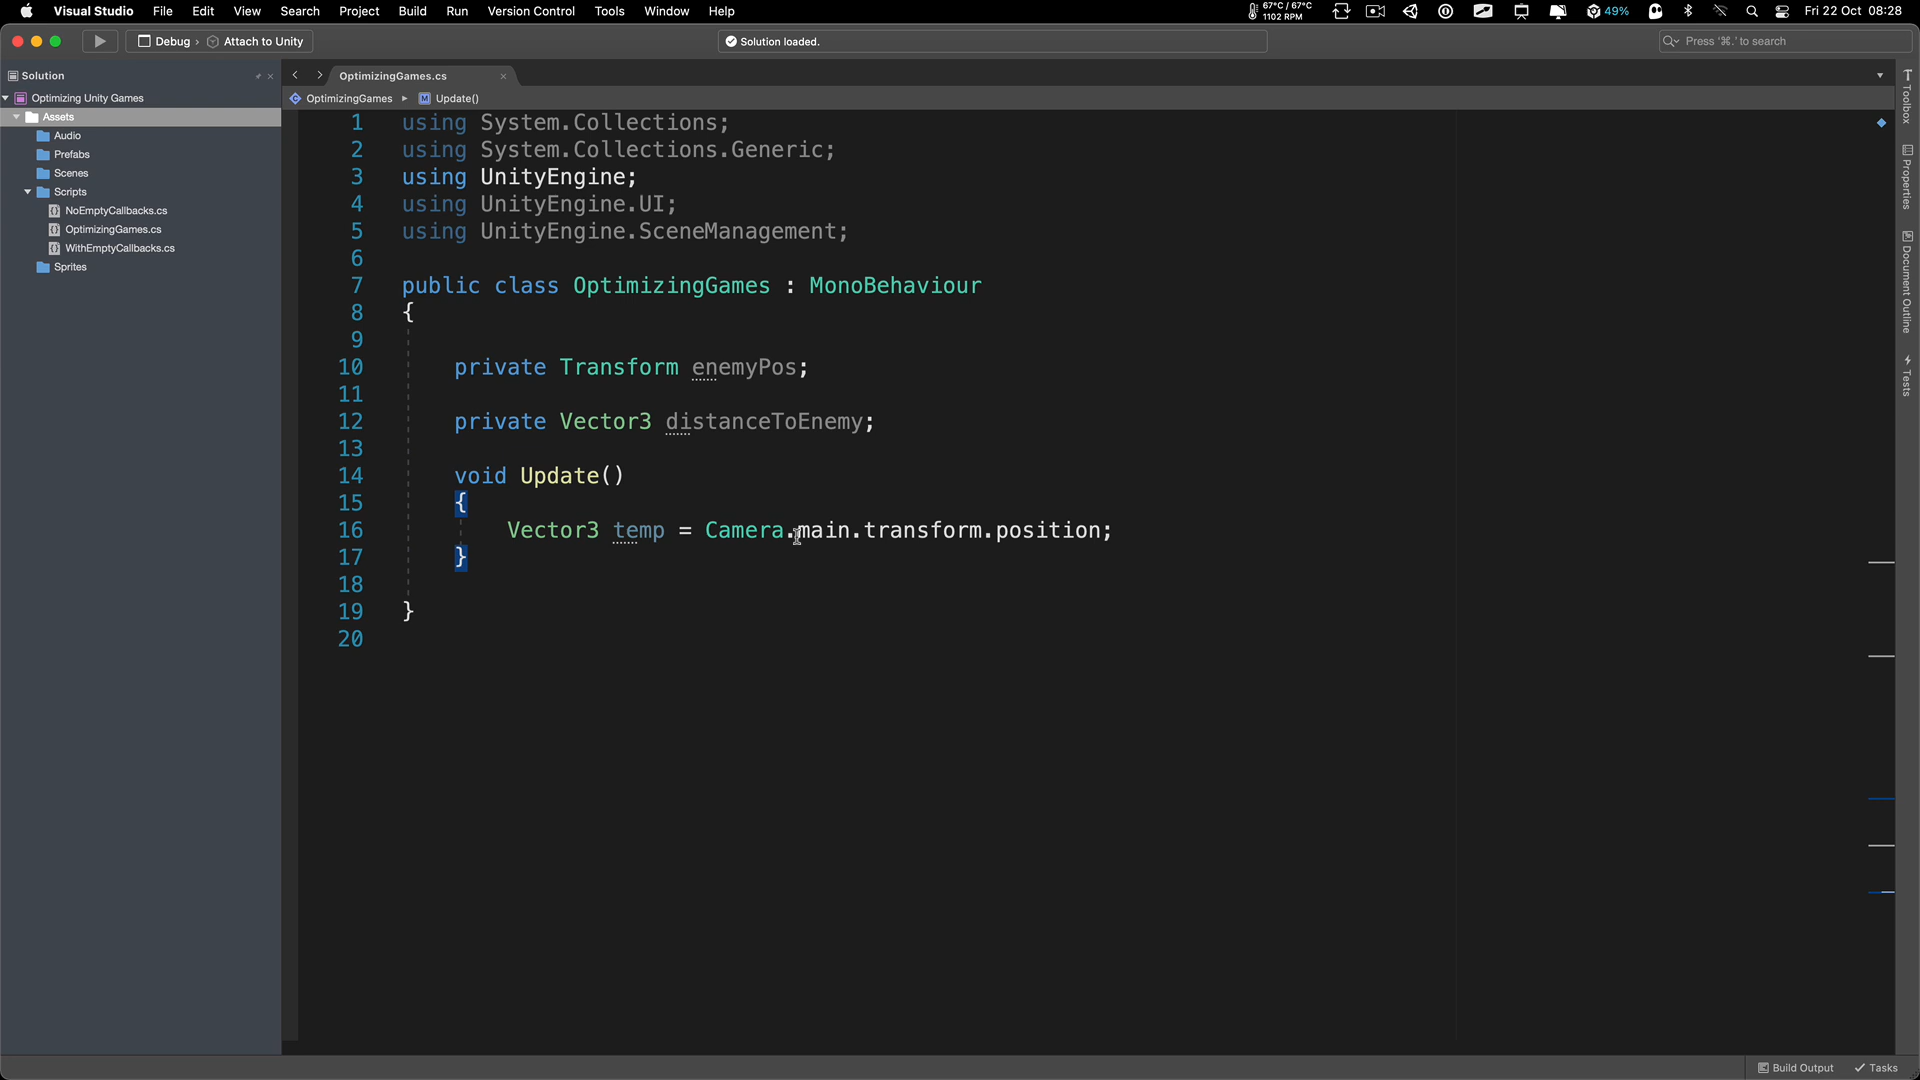 Visual Studio File Edit View Search Project Build Run Version Control Tools Window Help 67°C / 67°C 1102 RPM 49% Fri 22 Oct 08:28
Debug › Attach to Unity Solution loaded. Press '⌘.' to search
Solution
Optimizing Unity Games
Assets
Audio
Prefabs
Scenes
Scripts
NoEmptyCallbacks.cs
OptimizingGames.cs
WithEmptyCallbacks.cs
Sprites
OptimizingGames.cs
OptimizingGames M Update()
1 using System.Collections;
2 using System.Collections.Generic;
3 using UnityEngine;
4 using UnityEngine.UI;
5 using UnityEngine.SceneManagement;
6
7 public class OptimizingGames : MonoBehaviour
8 {
9
10 private Transform enemyPos;
11
12 private Vector3 distanceToEnemy;
13
14 void Update()
15 {
16 Vector3 temp = Camera.main.transform.position;
17 }
18
19 }
20
Toolbox
Properties
Document Outline
Tests
Build Output Tasks